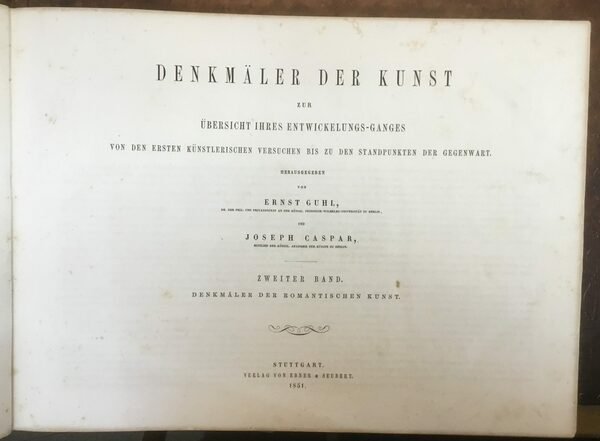 DENKMÄLER DER KUNST
ZUR
ÜBERSICHT IHRES ENTWICKELUNGS-GANGES
VON DEN ERSTEN KÜNSTLERISCHEN VERSUCHEN BIS ZU DEN STANDPUNKTEN DER GEGENWART.
HERAUSGEGEBEN
VON
ERNST GUHL,
DR. DER PHIL. UND PRIVATDOCENT AN DER KÖNIGL. FRIEDRICH-WILHELMS-UNIVERSITÄT ZU BERLIN,
UND
JOSEPH CASPAR,
MITGLIED DER KÖNIGL. AKADEMIE DER KÜNSTE ZU BERLIN.
ZWEITER BAND.
DENKMÄLER DER ROMANTISCHEN KUNST.
STUTTGART.
VERLAG VON EBNER & SEUBERT.
1851.